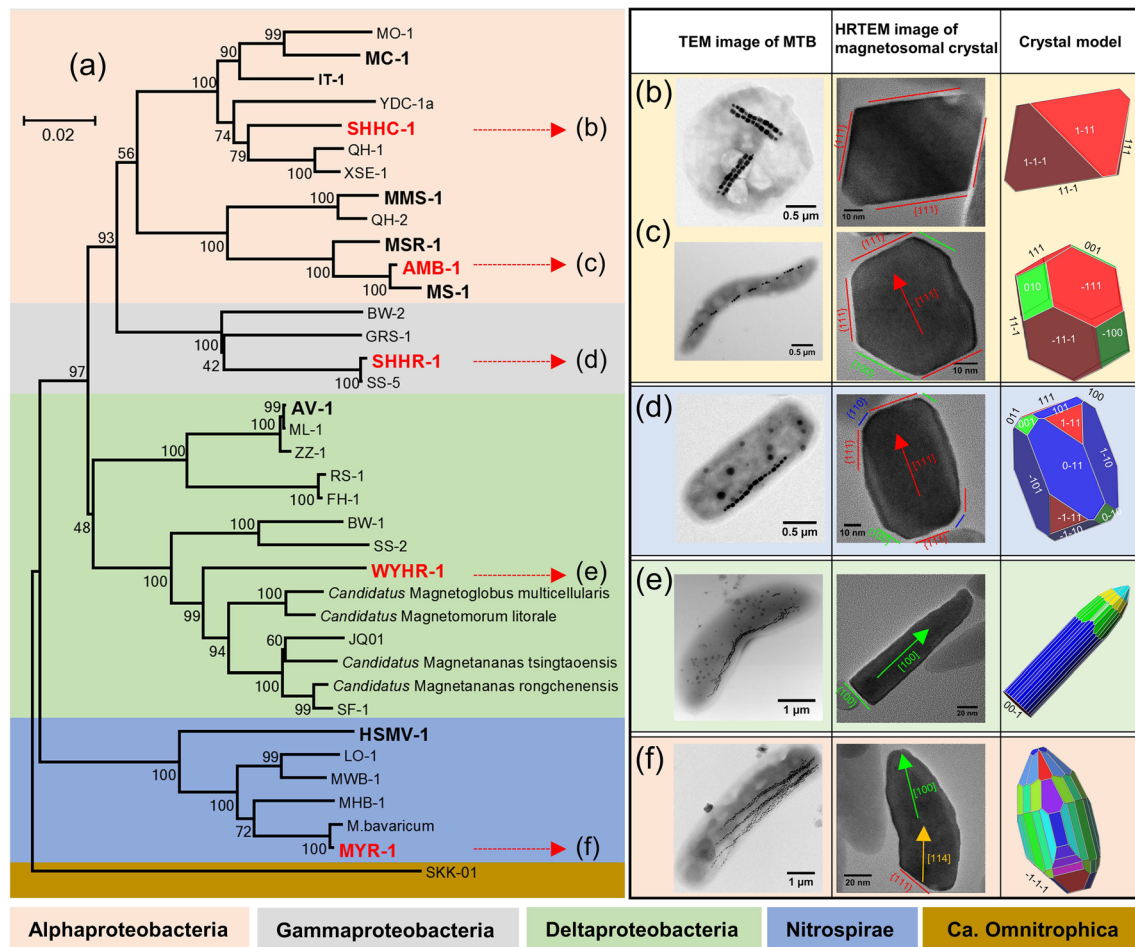 (a)
0.02
MO-1
99
90
MC-1
100
IT-1
YDC-1a
SHHC-1
(b)
74
QH-1
79
56
100
XSE-1
MMS-1
100
QH-2
93
100
MSR-1
AMB-1
(c)
100
100
MS-1
BW-2
GRS-1
100
SHHR-1
(d)
42
97
100
SS-5
99
AV-1
100
ML-1
ZZ-1
RS-1
100
FH-1
48
BW-1
100
SS-2
WYHR-1
(e)
100
Candidatus Magnetoglobus multicellularis
100
99
Candidatus Magnetomorum litorale
60
JQ01
94
Candidatus Magnetananas tsingtaoensis
100
Candidatus Magnetananas rongchenensis
99
SF-1
HSMV-1
LO-1
99
100
MWB-1
MHB-1
100
72
M.bavaricum
100
MYR-1
(f)
SKK-01
TEM image of MTB
HRTEM image of
magnetosomal crystal
Crystal model
(b)
0.5 µm
{111}
{111}
10 nm
1-11
1-1-1
111
11-1
(c)
0.5 µm
{111}
{111}
[111]
10 nm
111
001
010
-111
11-1
-11-1
-100
(d)
0.5 µm
{110}
{111}
[111]
{111}
10 nm
011
111
100
001
101
1-11
0-11
1-10
-101
-1-11
0-10
-1-10
(e)
1 µm
[100]
{100}
20 nm
00-1
(f)
1 µm
[100]
[114]
{111}
20 nm
-1-1-1
Alphaproteobacteria
Gammaproteobacteria
Deltaproteobacteria
Nitrospirae
Ca. Omnitrophica